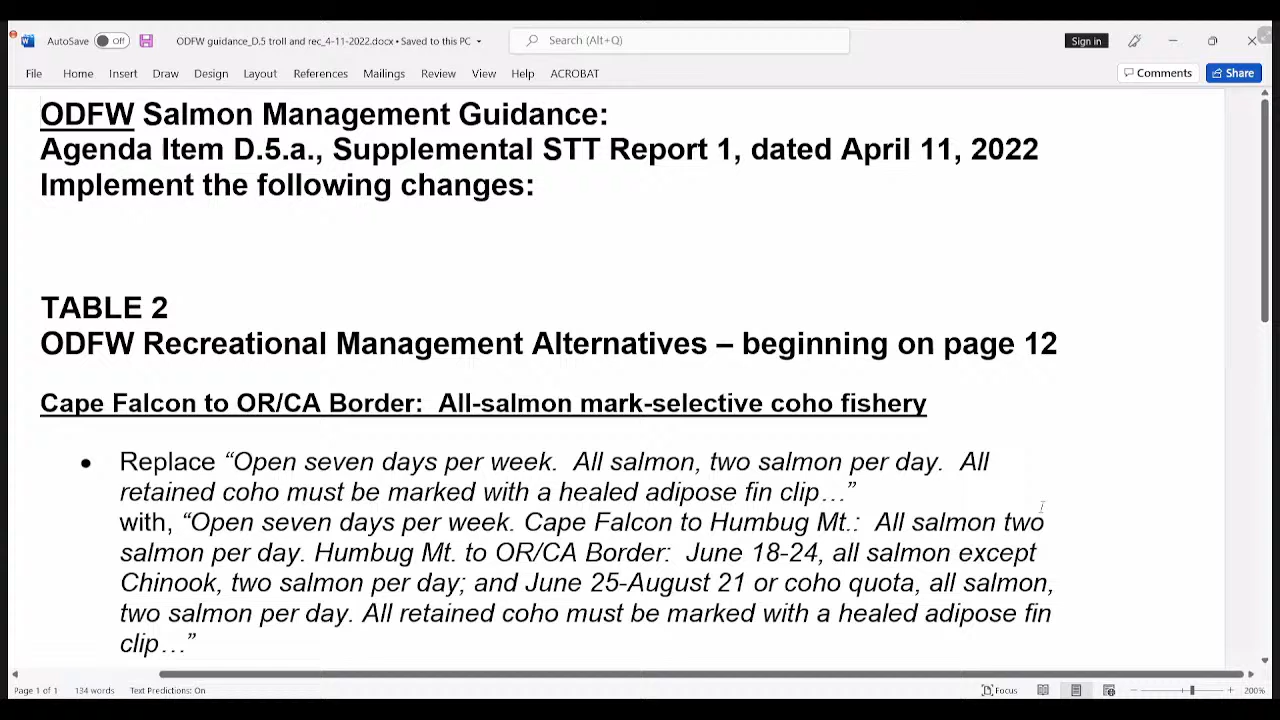 AutoSave Off ODFW guidance_D.5 troll and rec_4-11-2022.docx • Saved to this PC Search (Alt+Q) Sign in
File Home Insert Draw Design Layout References Mailings Review View Help ACROBAT Comments Share
ODFW Salmon Management Guidance:
Agenda Item D.5.a., Supplemental STT Report 1, dated April 11, 2022
Implement the following changes:
TABLE 2
ODFW Recreational Management Alternatives – beginning on page 12
Cape Falcon to OR/CA Border:  All-salmon mark-selective coho fishery
• Replace “Open seven days per week.  All salmon, two salmon per day.  All
retained coho must be marked with a healed adipose fin clip…”
with, “Open seven days per week. Cape Falcon to Humbug Mt.:  All salmon two
salmon per day. Humbug Mt. to OR/CA Border:  June 18-24, all salmon except
Chinook, two salmon per day; and June 25-August 21 or coho quota, all salmon,
two salmon per day. All retained coho must be marked with a healed adipose fin
clip…”
Page 1 of 1 134 words Text Predictions: On Focus 200%